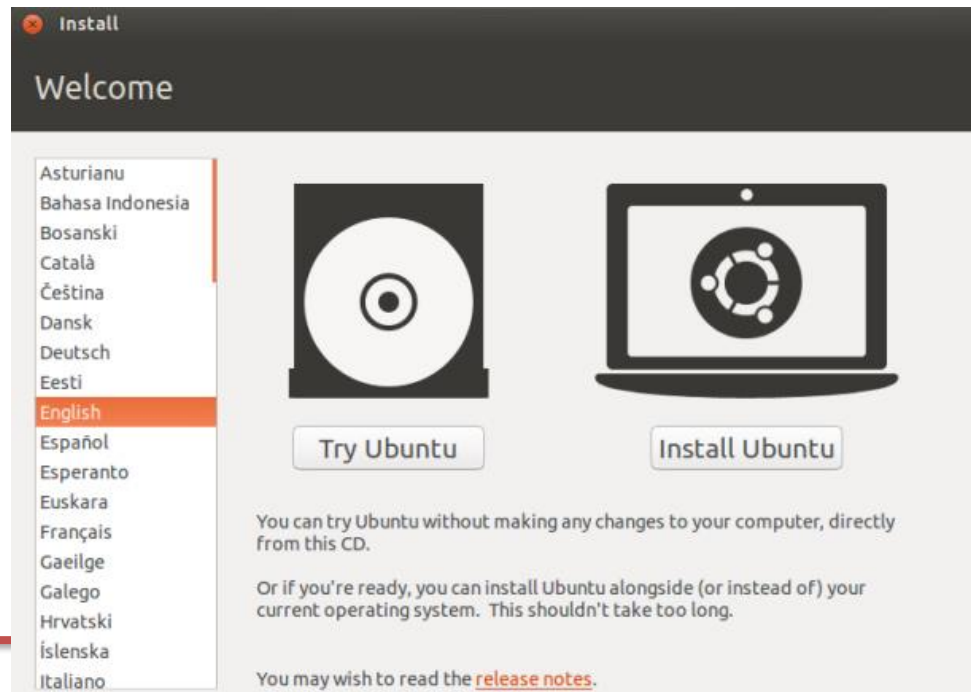 Install
Welcome
Asturianu
Bahasa Indonesia
Bosanski
Català
Čeština
Dansk
Deutsch
Eesti
English
Español
Esperanto
Euskara
Français
Gaeilge
Galego
Hrvatski
Íslenska
Italiano
Try Ubuntu
Install Ubuntu
You can try Ubuntu without making any changes to your computer, directly
from this CD.
Or if you're ready, you can install Ubuntu alongside (or instead of) your
current operating system. This shouldn't take too long.
You may wish to read the release notes.